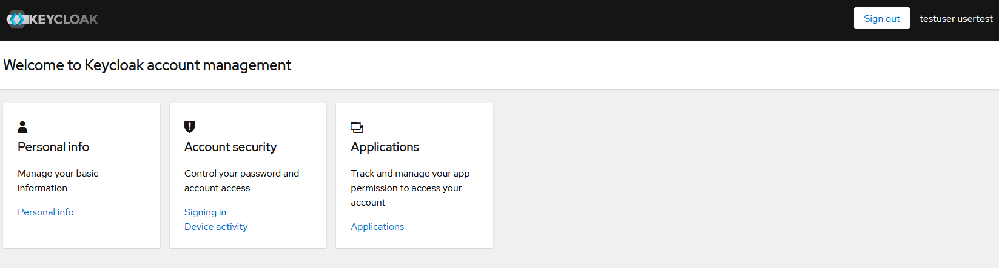 KEYCLOAK
Sign out
testuser usertest
Welcome to Keycloak account management
Personal info
Manage your basic
information
Personal info
Account security
Control your password and
account access
Signing in
Device activity
Applications
Track and manage your app
permission to access your
account
Applications